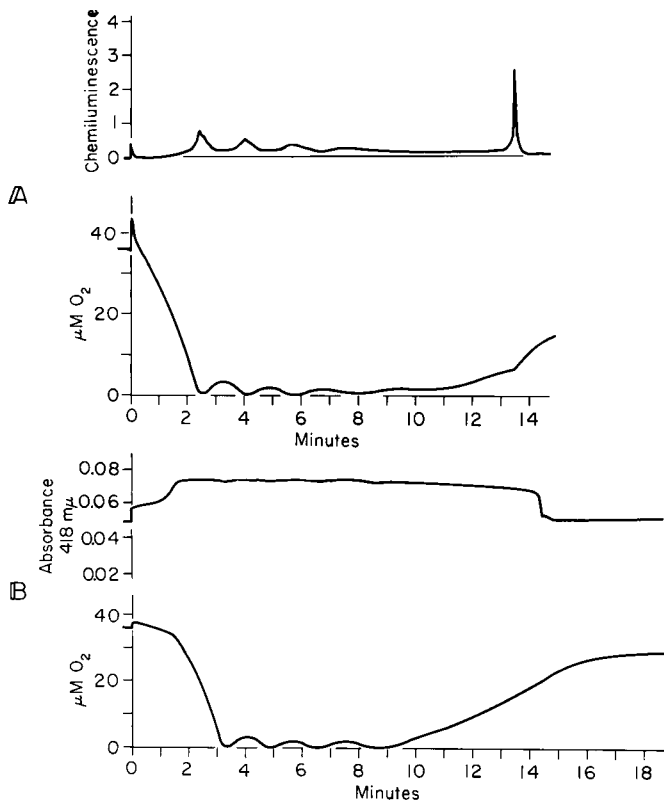 Chemiluminescence
4
3
2
1
0
A
40
20
0
μM O2
0 2 4 6 8 10 12 14
Minutes
0.08
0.06
0.04
0.02
Absorbance
418 mμ
B
40
20
0
μM O2
0 2 4 6 8 10 12 14 16 18
Minutes